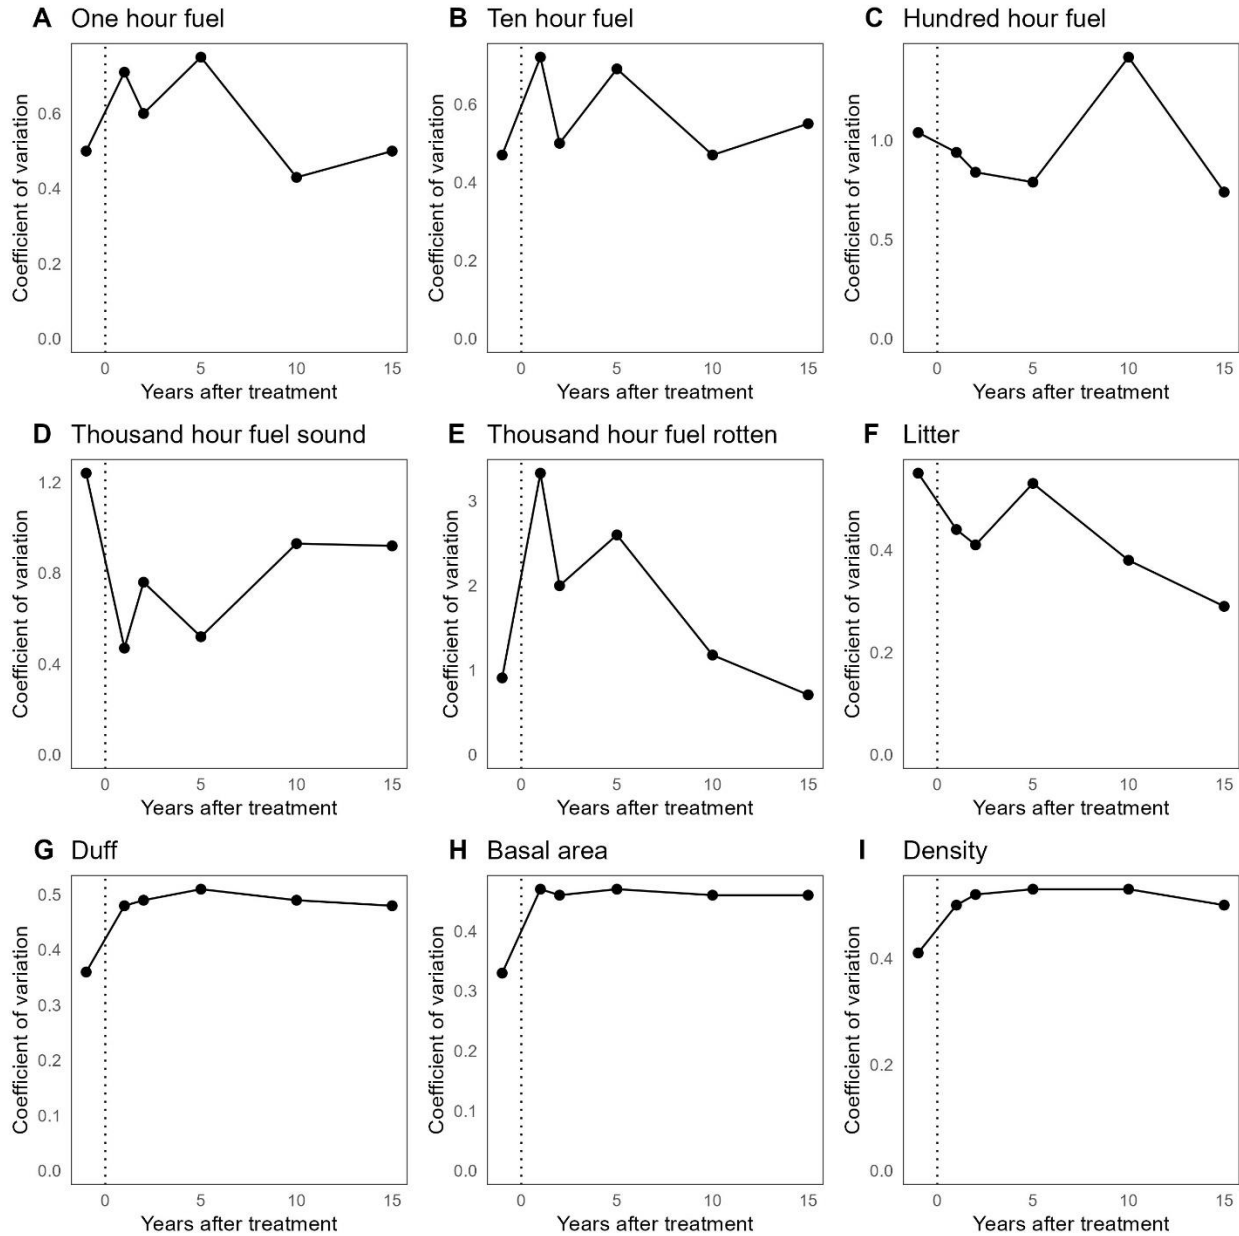 A One hour fuel
Coefficient of variation
0.6
0.4
0.2
0.0
0 5 10 15
Years after treatment
B Ten hour fuel
Coefficient of variation
0.6
0.4
0.2
0.0
0 5 10 15
Years after treatment
C Hundred hour fuel
Coefficient of variation
1.0
0.5
0.0
0 5 10 15
Years after treatment
D Thousand hour fuel sound
Coefficient of variation
1.2
0.8
0.4
0.0
0 5 10 15
Years after treatment
E Thousand hour fuel rotten
Coefficient of variation
3
2
1
0
0 5 10 15
Years after treatment
F Litter
Coefficient of variation
0.4
0.2
0.0
0 5 10 15
Years after treatment
G Duff
Coefficient of variation
0.5
0.4
0.3
0.2
0.1
0.0
0 5 10 15
Years after treatment
H Basal area
Coefficient of variation
0.4
0.3
0.2
0.1
0.0
0 5 10 15
Years after treatment
I Density
Coefficient of variation
0.4
0.2
0.0
0 5 10 15
Years after treatment